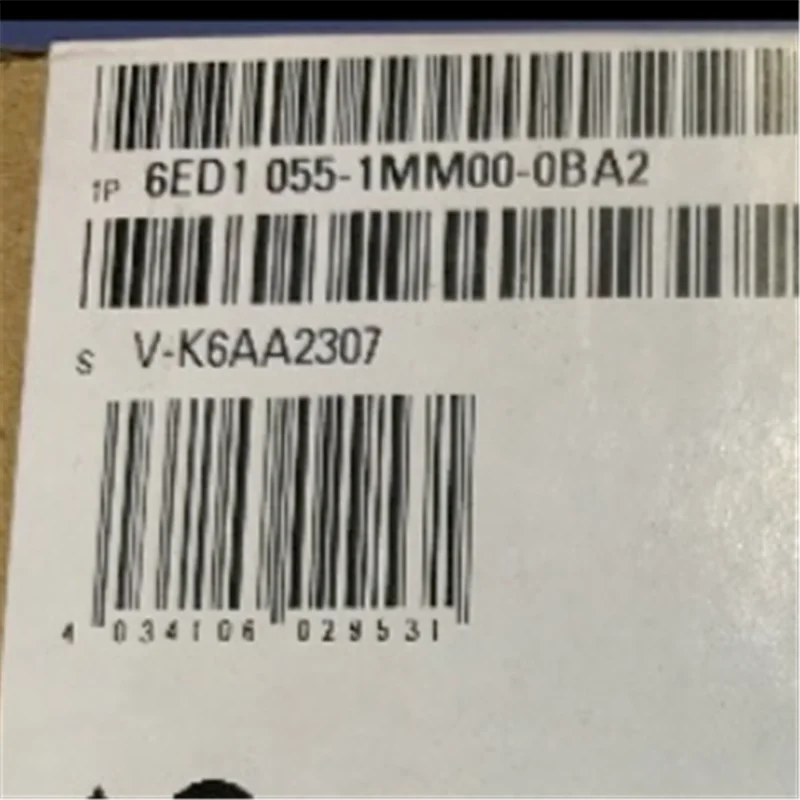 1P 6ED1 055-1MM00-0BA2
S V-K6AA2307
4 034106 029531